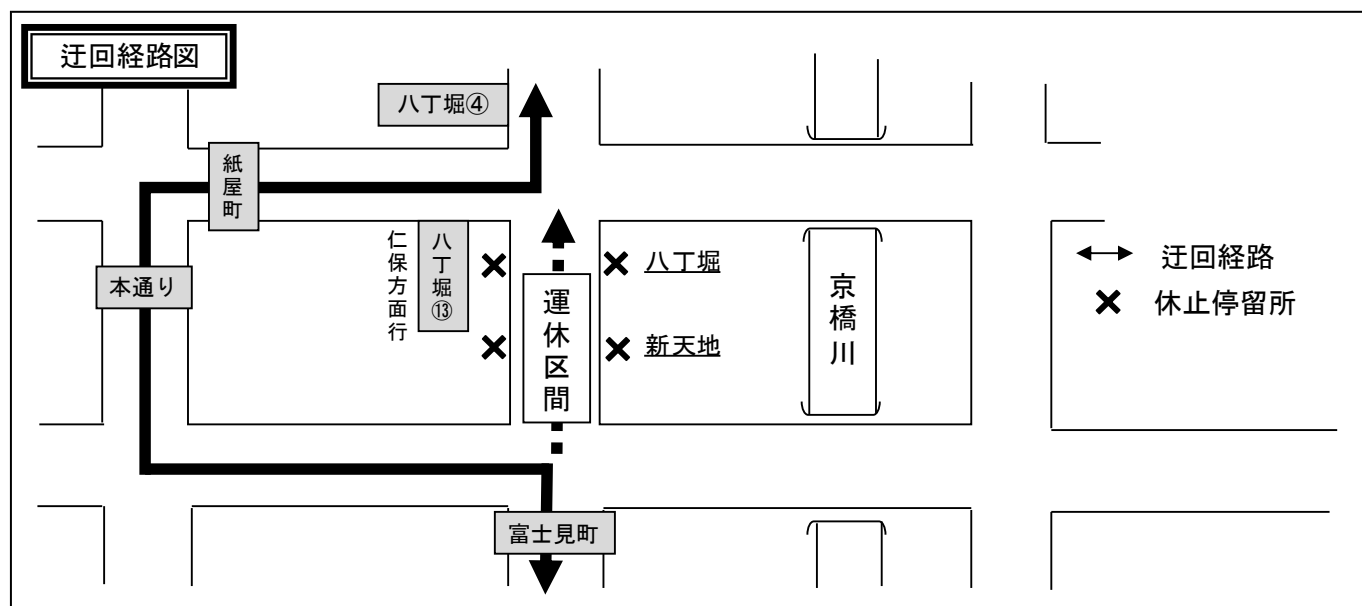 迂回経路図
八丁堀④
紙屋町
本通り
仁保方面行
八丁堀⑬
運休区間
八丁堀
新天地
京橋川
迂回経路
休止停留所
富士見町